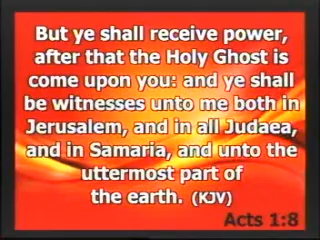 But ye shall receive power,
after that the Holy Ghost is
come upon you: and ye shall
be witnesses unto me both in
Jerusalem, and in all Judaea,
and in Samaria, and unto the
uttermost part of
the earth. (KJV)
Acts 1:8